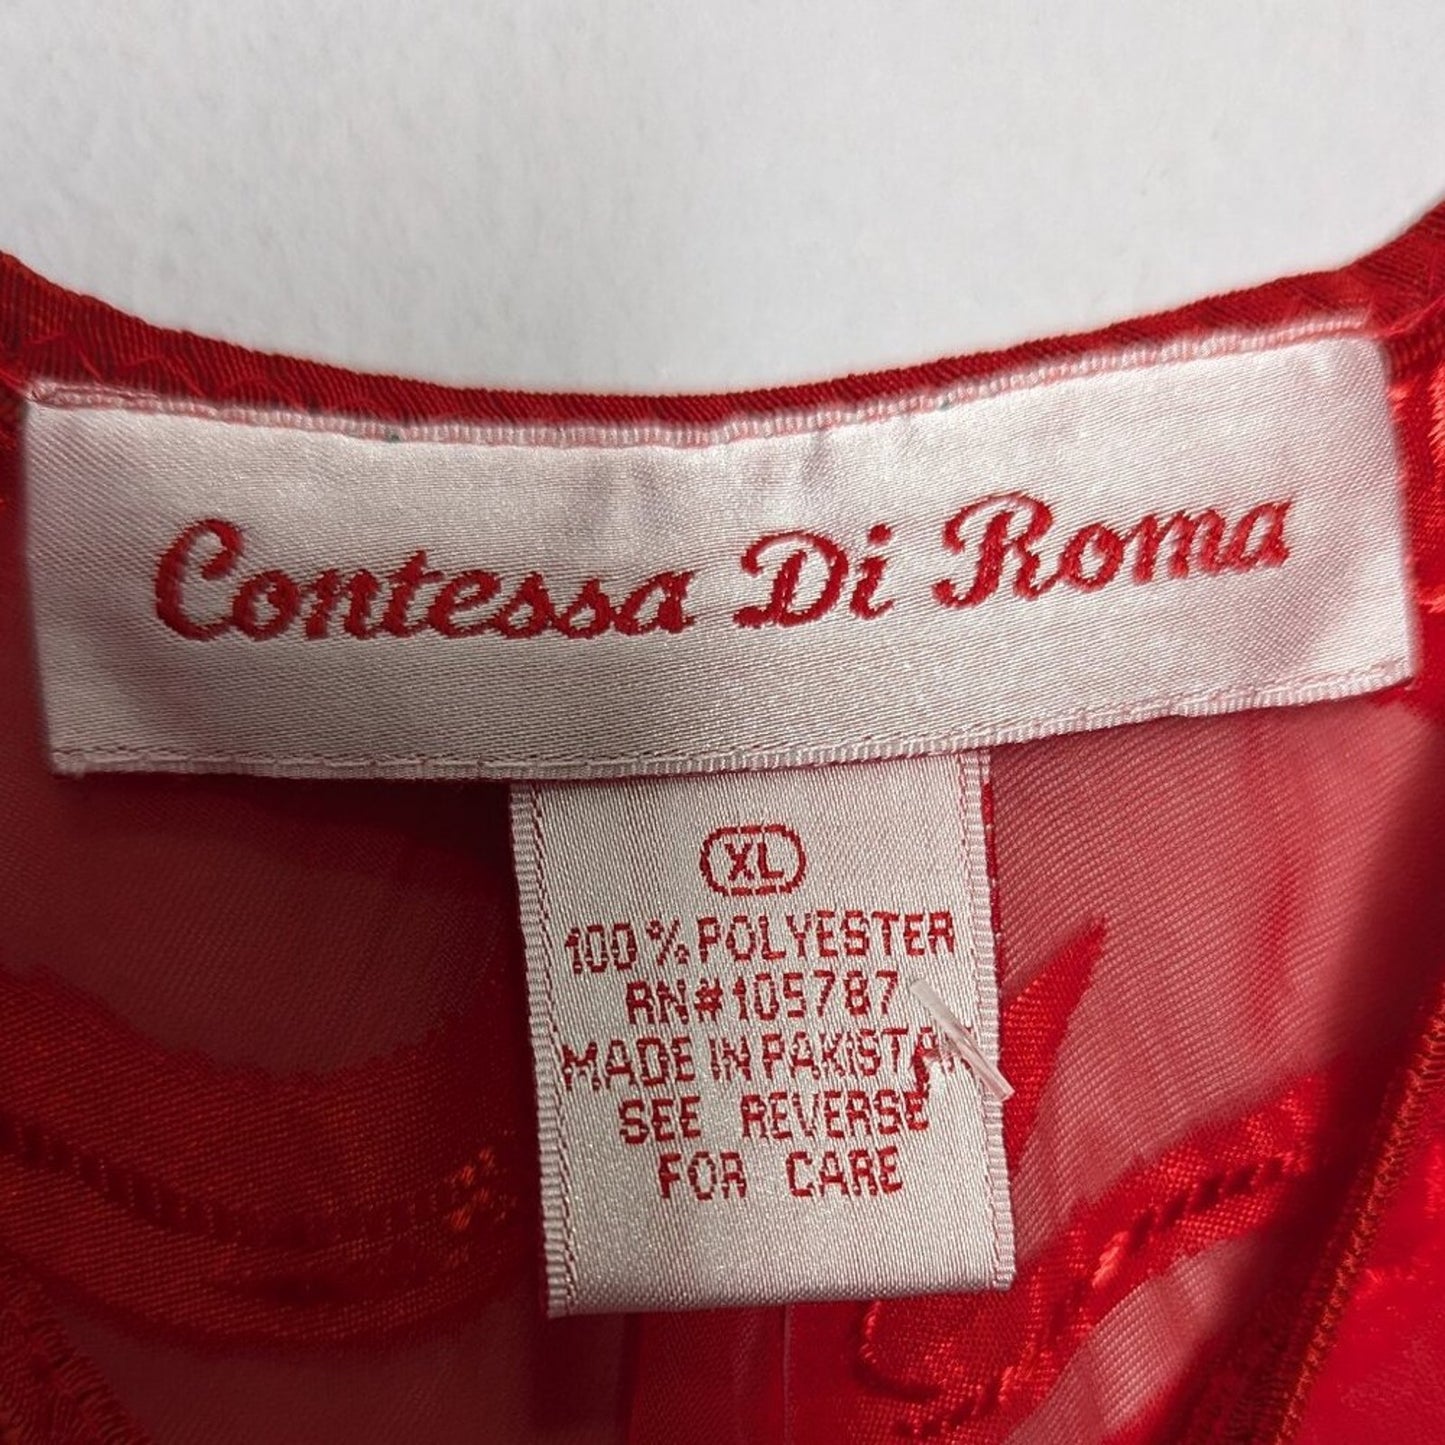 Contessa Di Roma
XL
100% POLYESTER
RN#105787
MADE IN PAKISTAN
SEE REVERSE
FOR CARE